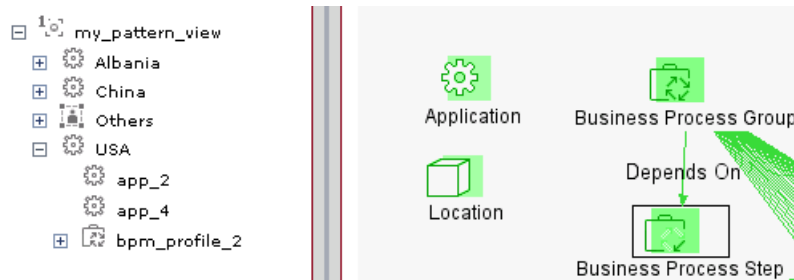 1 my_pattern_view
Albania
China
Others
USA
app_2
app_4
bpm_profile_2
Application
Business Process Group
Depends On
Location
Business Process Step